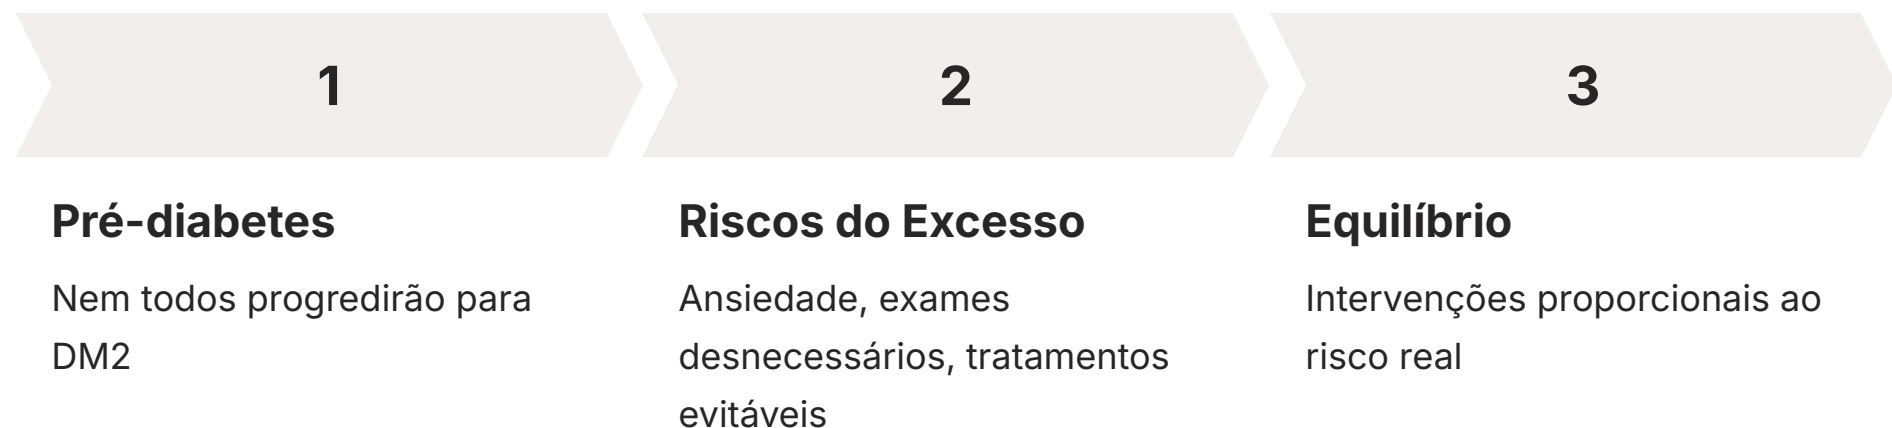 1
Pré-diabetes
Nem todos progredirão para
DM2
2
Riscos do Excesso
Ansiedade, exames
desnecessários, tratamentos
evitáveis
3
Equilíbrio
Intervenções proporcionais ao
risco real